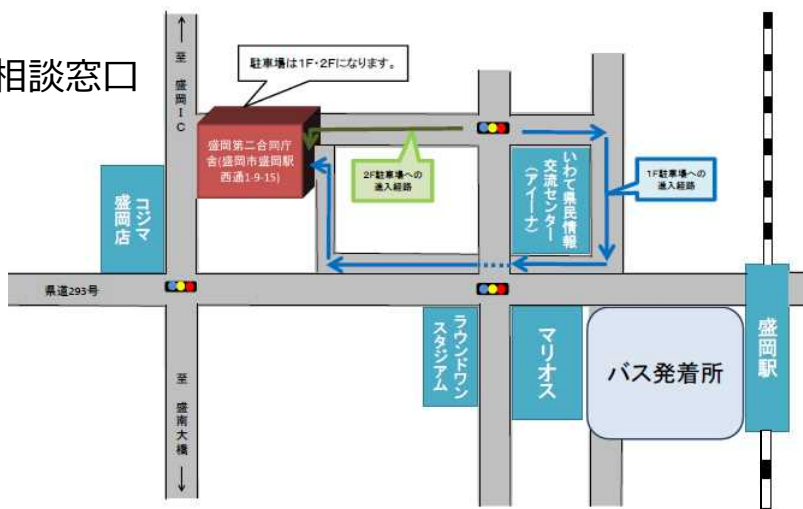 相談窓口
至 盛岡IC
駐車場は1F・2Fになります。
盛岡第二合同庁
舎(盛岡市盛岡駅
西通1-9-15)
2F駐車場への
進入経路
いわて県民情報
交流センター
(アイーナ)
1F駐車場への
進入経路
コジマ
盛岡店
県道293号
ラウンドワン
スタジアム
マリオス
バス発着所
盛岡駅
至 盛南大橋